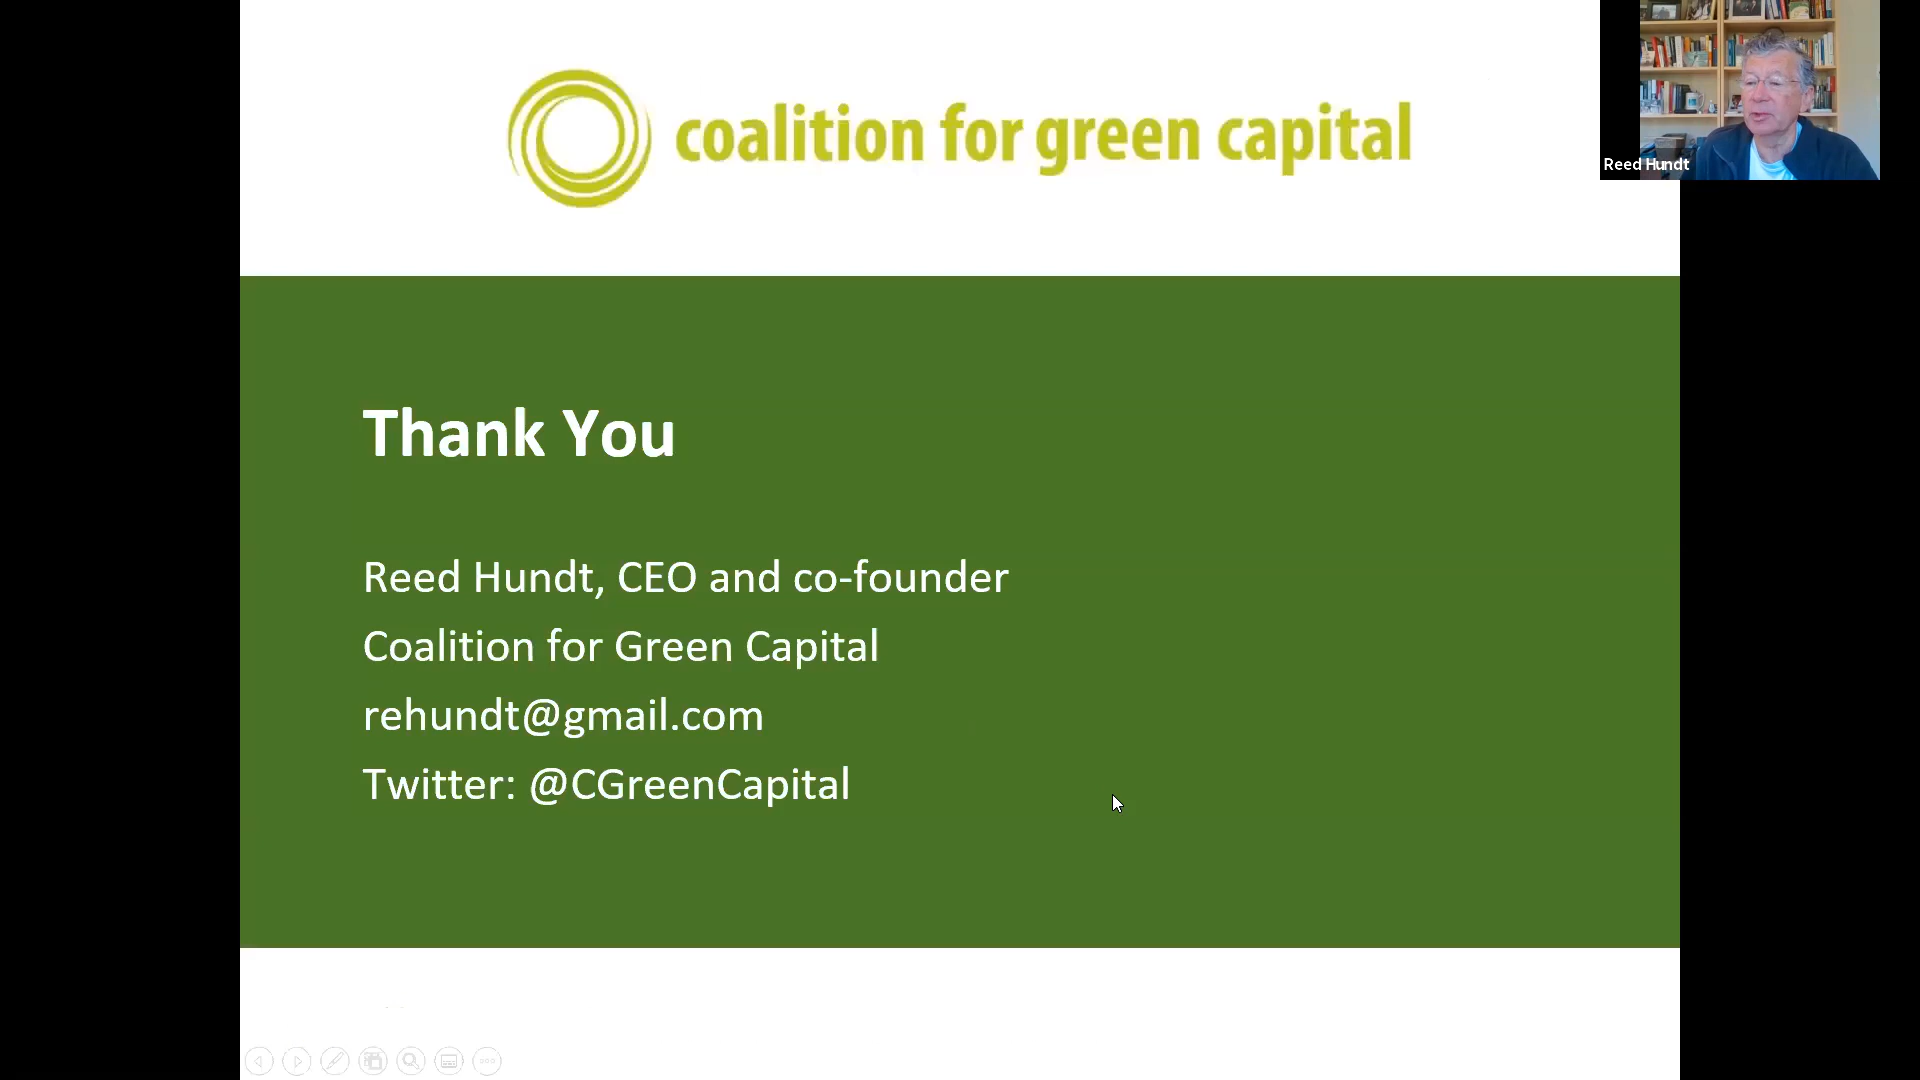 coalition for green capital
Reed Hundt
Thank You
Reed Hundt, CEO and co-founder
Coalition for Green Capital
rehundt@gmail.com
Twitter: @CGreenCapital